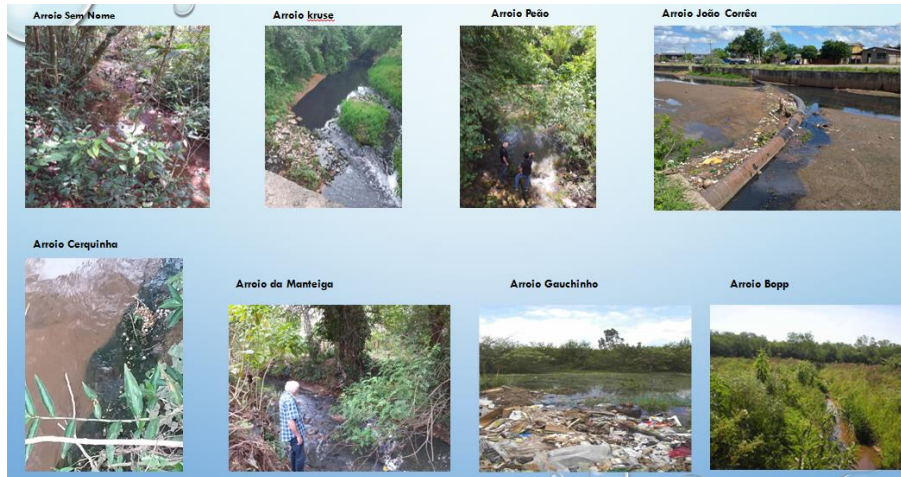 Arroio Sem Nome
Arroio kruse
Arroio Peão
Arroio João Corrêa
Arroio Cerquinha
Arroio da Manteiga
Arroio Gauchinho
Arroio Bopp